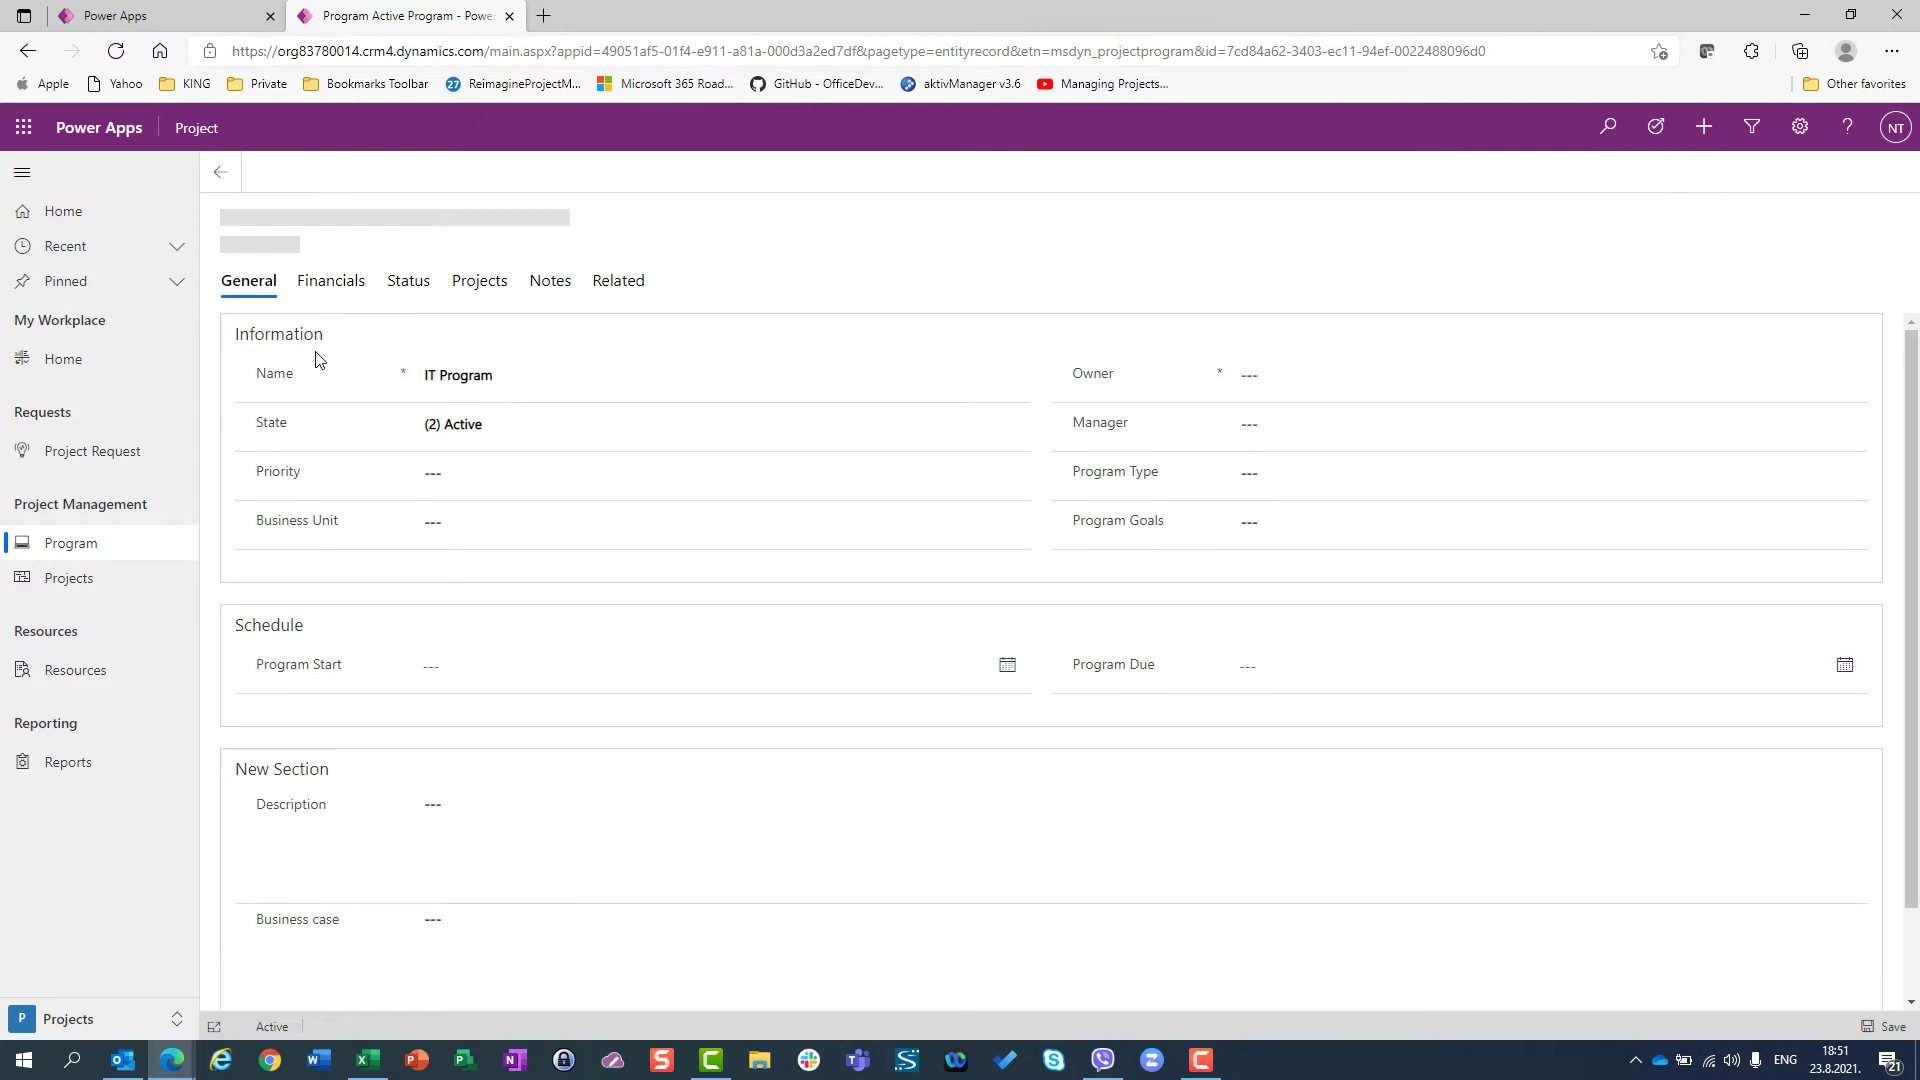 Power Apps
Program Active Program - Powe
https://org83780014.crm4.dynamics.com/main.aspx?appid=49051af5-01f4-e911-a81a-000d3a2ed7df&pagetype=entityrecord&etn=msdyn_projectprogram&id=7cd84a62-3403-ec11-94ef-0022488096d0
Apple Yahoo KING Private Bookmarks Toolbar 27 ReimagineProjectM... Microsoft 365 Road... GitHub - OfficeDev... aktivManager v3.6 Managing Projects... Other favorites
Power Apps Project NT
Home
Recent
Pinned
My Workplace
Home
Requests
Project Request
Project Management
Program
Projects
Resources
Resources
Reporting
Reports
P Projects
General Financials Status Projects Notes Related
Information
Name * IT Program Owner * ---
State (2) Active Manager ---
Priority --- Program Type ---
Business Unit --- Program Goals ---
Schedule
Program Start --- Program Due ---
New Section
Description ---
Business case ---
Active Save
ENG 18:51
23.8.2021. 21